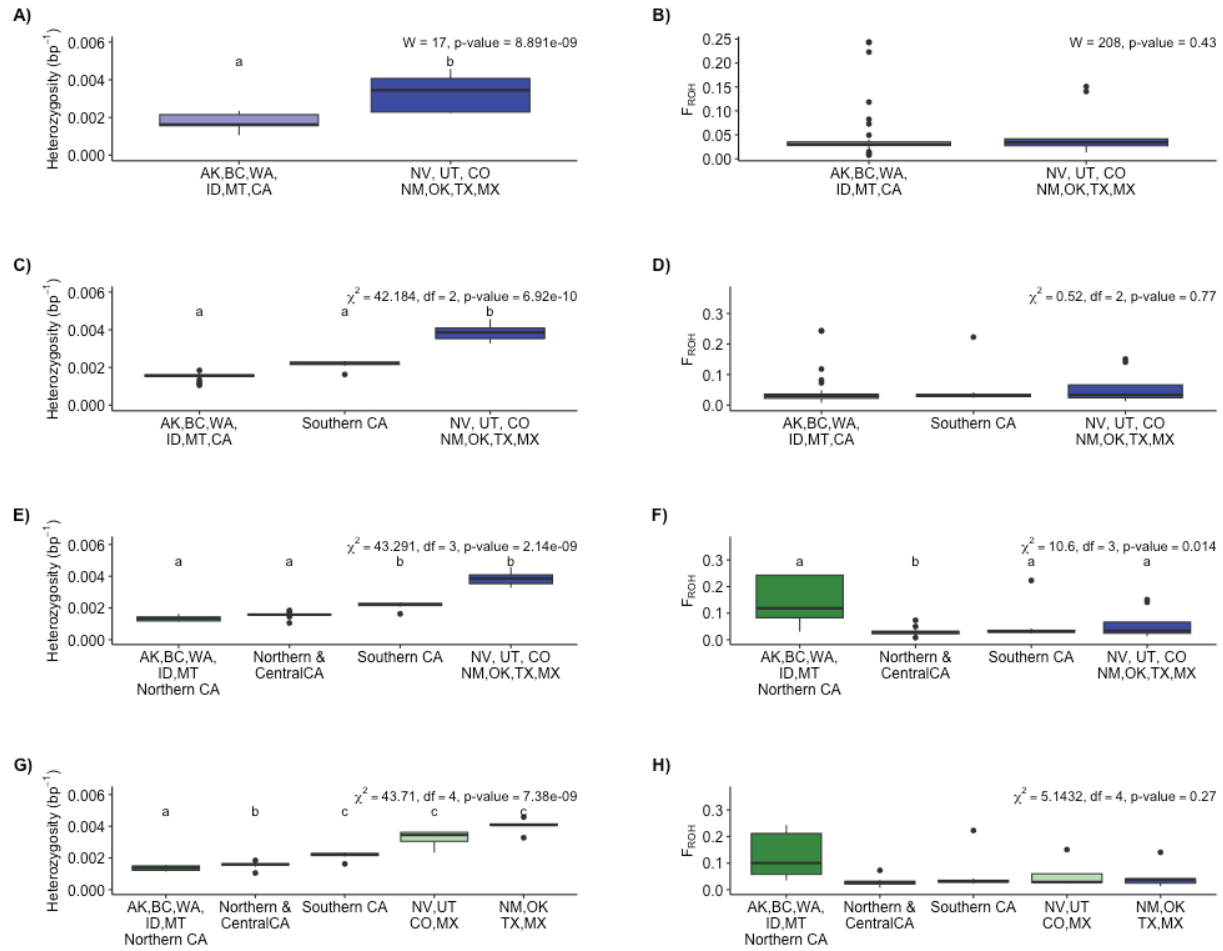 A)
Heterozygosity (bp⁻¹)
0.006
0.004
0.002
0.000
W = 17, p-value = 8.891e-09
a
b
AK,BC,WA,
ID,MT,CA
NV, UT, CO
NM,OK,TX,MX
B)
F_ROH
0.25
0.20
0.15
0.10
0.05
0.00
W = 208, p-value = 0.43
AK,BC,WA,
ID,MT,CA
NV, UT, CO
NM,OK,TX,MX
C)
Heterozygosity (bp⁻¹)
0.006
0.004
0.002
0.000
χ² = 42.184, df = 2, p-value = 6.92e-10
a
a
b
AK,BC,WA,
ID,MT,CA
Southern CA
NV, UT, CO
NM,OK,TX,MX
D)
F_ROH
0.3
0.2
0.1
0.0
χ² = 0.52, df = 2, p-value = 0.77
AK,BC,WA,
ID,MT,CA
Southern CA
NV, UT, CO
NM,OK,TX,MX
E)
Heterozygosity (bp⁻¹)
0.006
0.004
0.002
0.000
χ² = 43.291, df = 3, p-value = 2.14e-09
a
a
b
b
AK,BC,WA,
ID,MT
Northern CA
Northern &
CentralCA
Southern CA
NV, UT, CO
NM,OK,TX,MX
F)
F_ROH
0.3
0.2
0.1
0.0
χ² = 10.6, df = 3, p-value = 0.014
a
b
a
a
AK,BC,WA,
ID,MT
Northern CA
Northern &
CentralCA
Southern CA
NV, UT, CO
NM,OK,TX,MX
G)
Heterozygosity (bp⁻¹)
0.006
0.004
0.002
0.000
χ² = 43.71, df = 4, p-value = 7.38e-09
a
b
c
c
c
AK,BC,WA,
ID,MT
Northern CA
Northern &
CentralCA
Southern CA
NV,UT
CO,MX
NM,OK
TX,MX
H)
F_ROH
0.3
0.2
0.1
0.0
χ² = 5.1432, df = 4, p-value = 0.27
AK,BC,WA,
ID,MT
Northern CA
Northern &
CentralCA
Southern CA
NV,UT
CO,MX
NM,OK
TX,MX